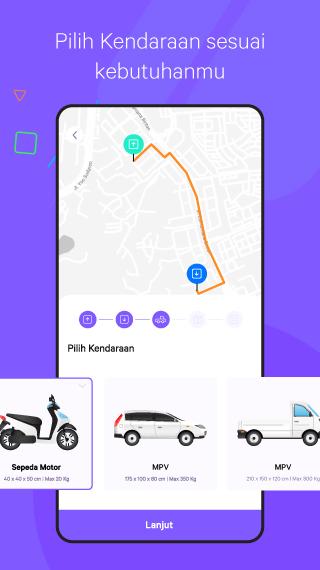 Pilih Kendaraan sesuai
kebutuhanmu
Pilih Kendaraan
Sepeda Motor
40 x 40 x 50 cm | Max 20 Kg
MPV
175 x 100 x 80 cm | Max 350 Kg
MPV
210 x 150 x 120 cm | Max 800 Kg
Lanjut